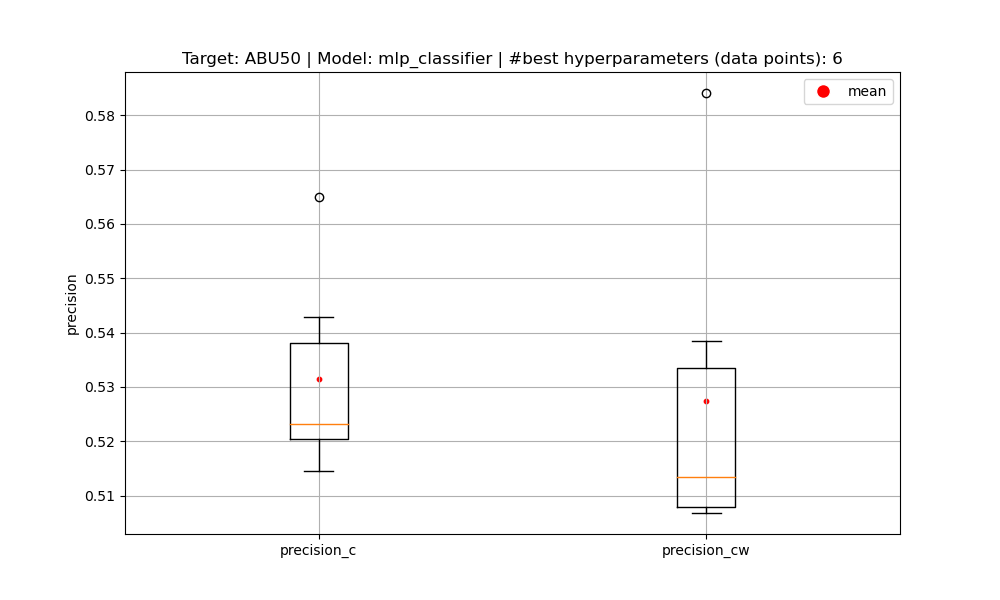 Target: ABU50 | Model: mlp_classifier | #best hyperparameters (data points): 6
mean
0.58
0.57
0.56
0.55
0.54
0.53
0.52
0.51
precision
precision_c
precision_cw